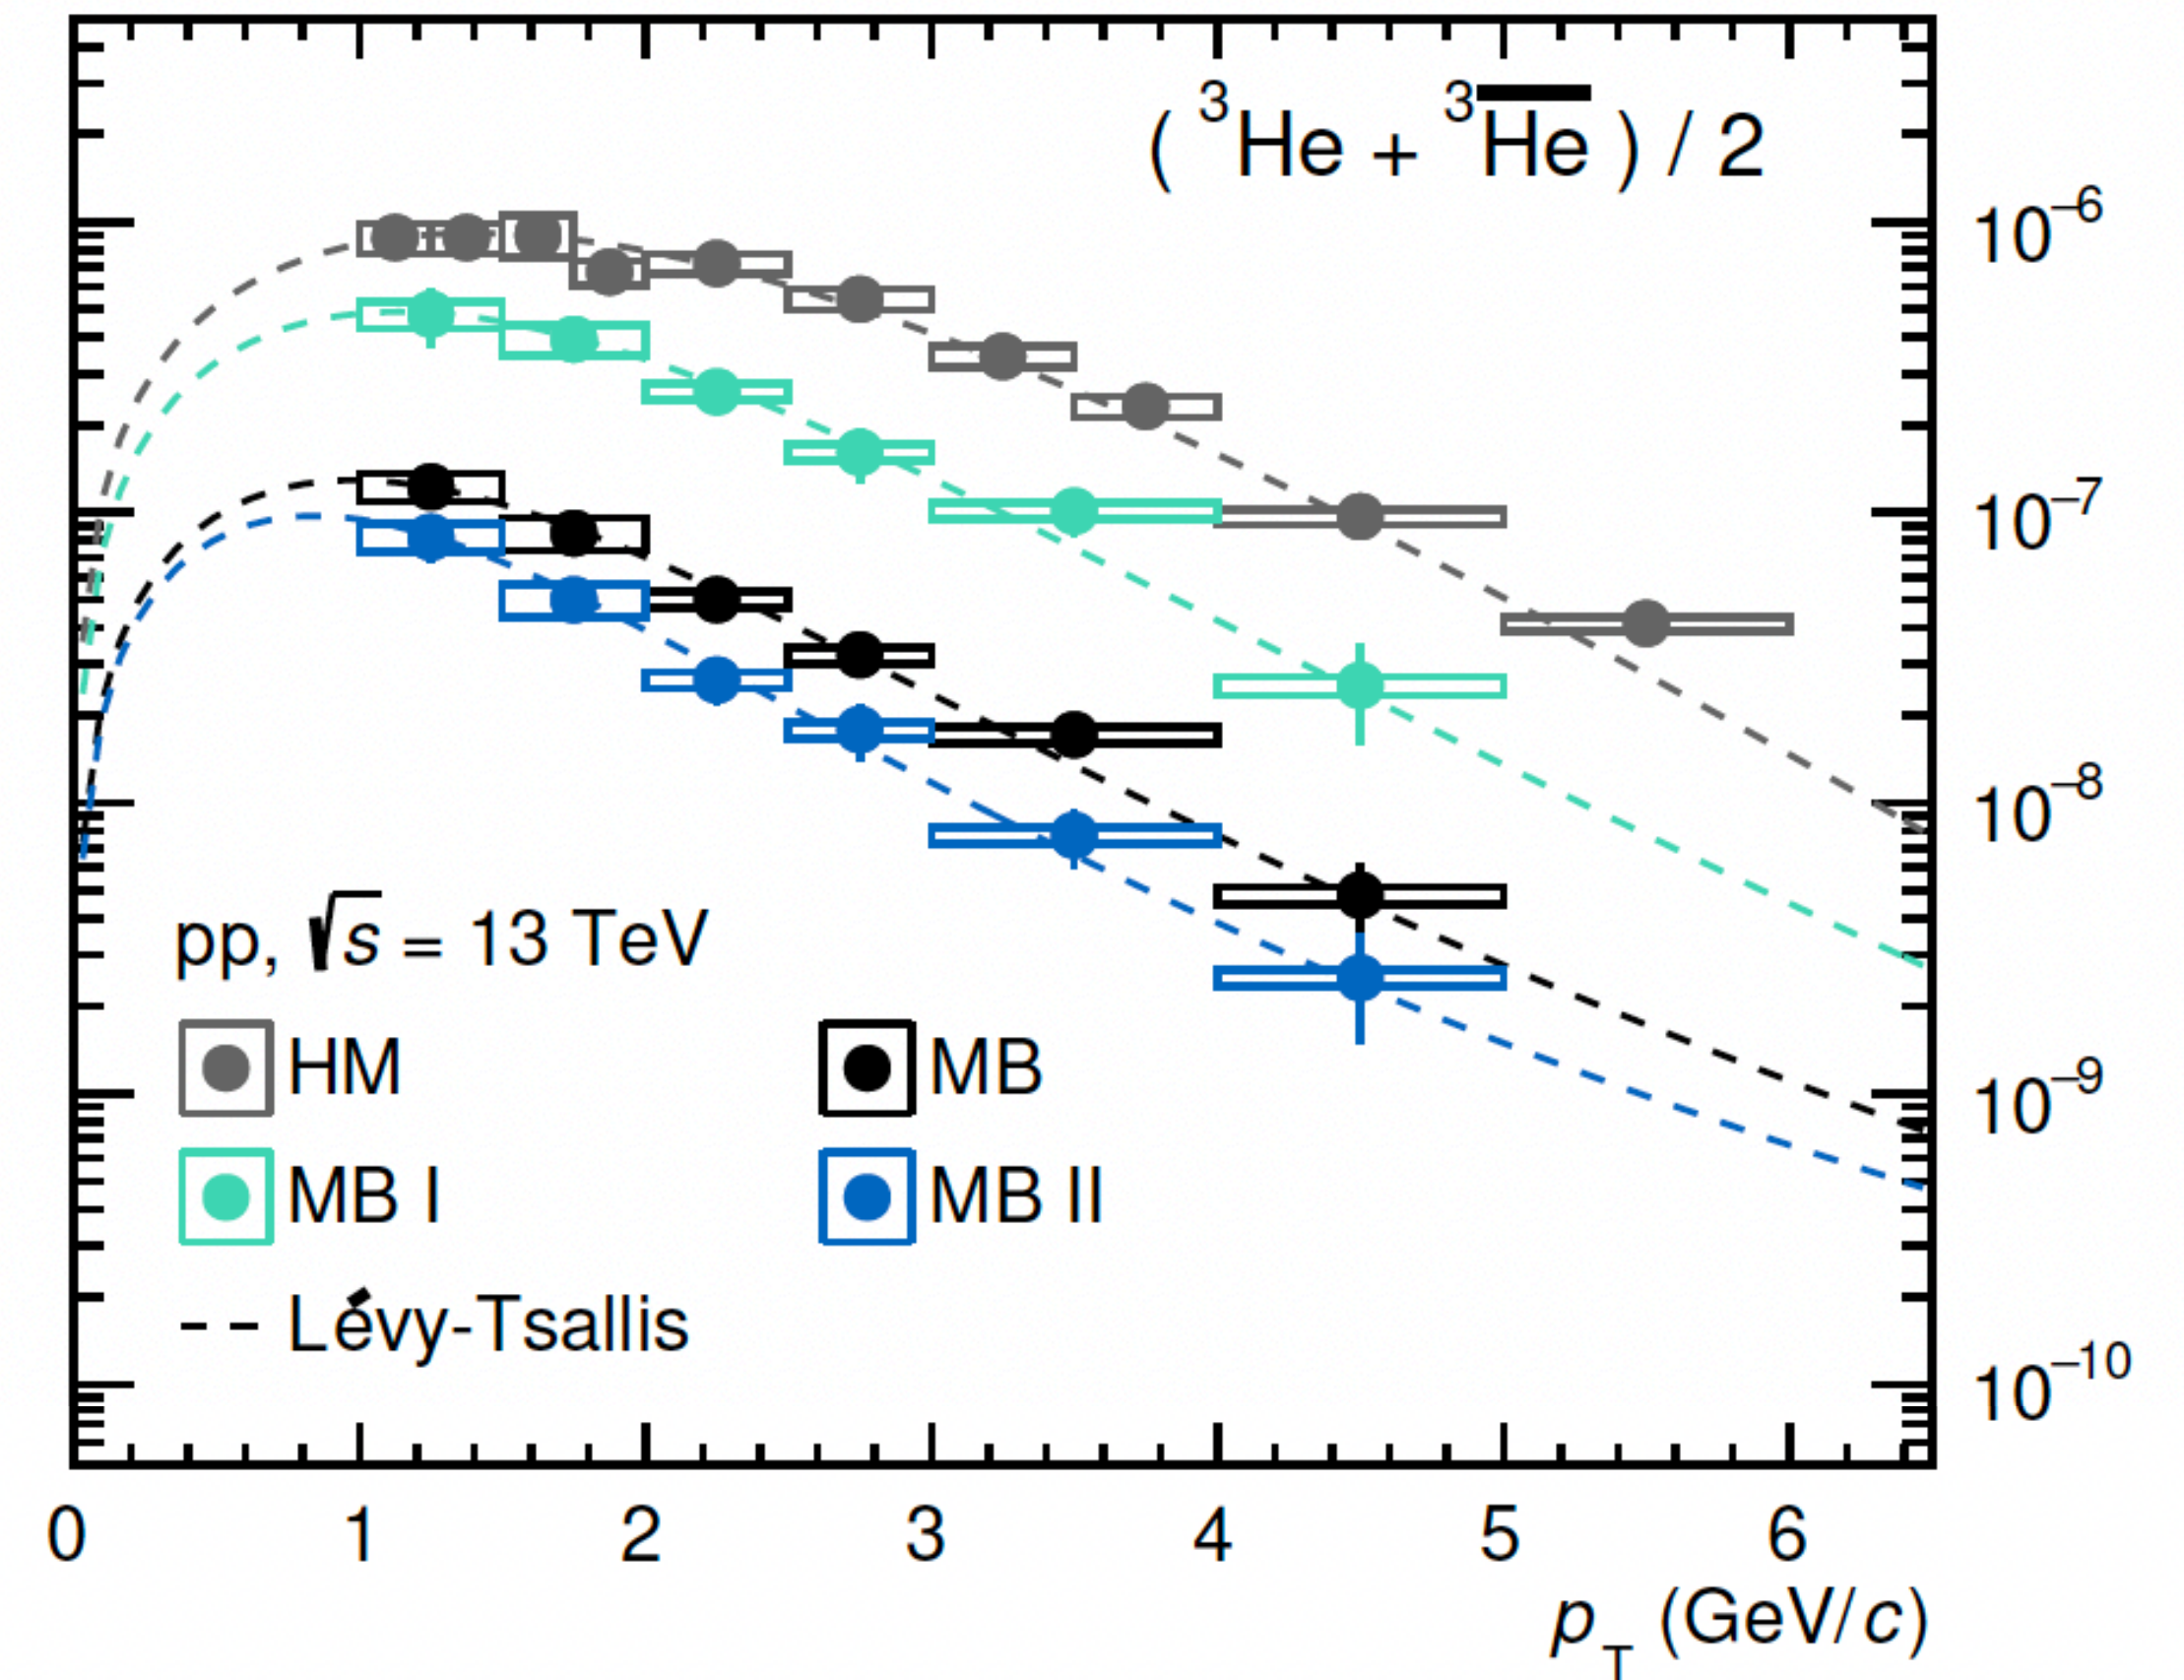 ( ³He + ³H̅e̅ ) / 2
10⁻⁶
10⁻⁷
10⁻⁸
pp, √s = 13 TeV
HM MB
10⁻⁹
MB I MB II
Lévy-Tsallis
10⁻¹⁰
0 1 2 3 4 5 6
p_T (GeV/c)